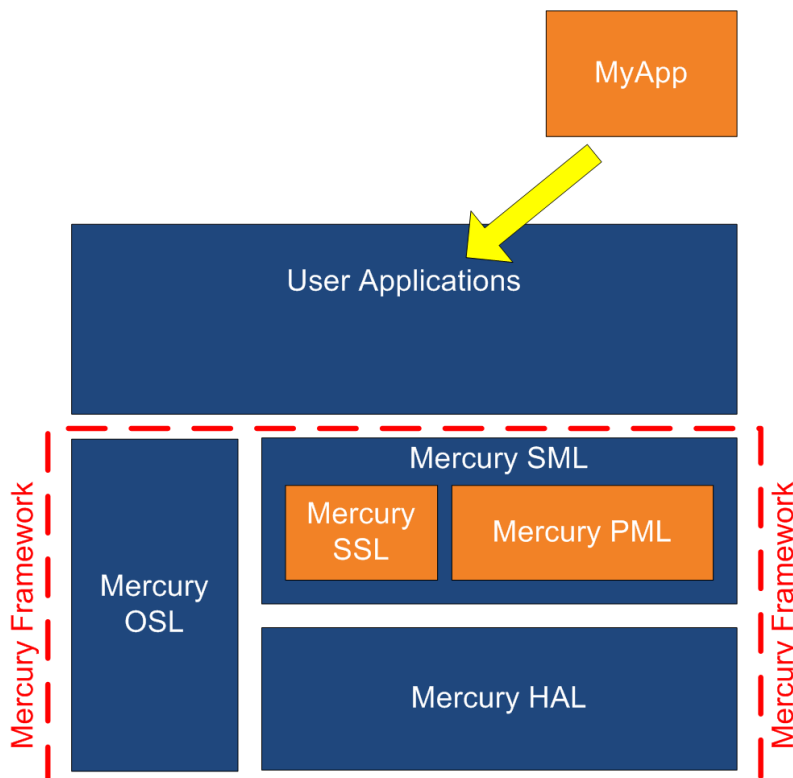 MyApp
User Applications
Mercury Framework
Mercury
OSL
Mercury SML
Mercury
SSL
Mercury PML
Mercury HAL
Mercury Framework